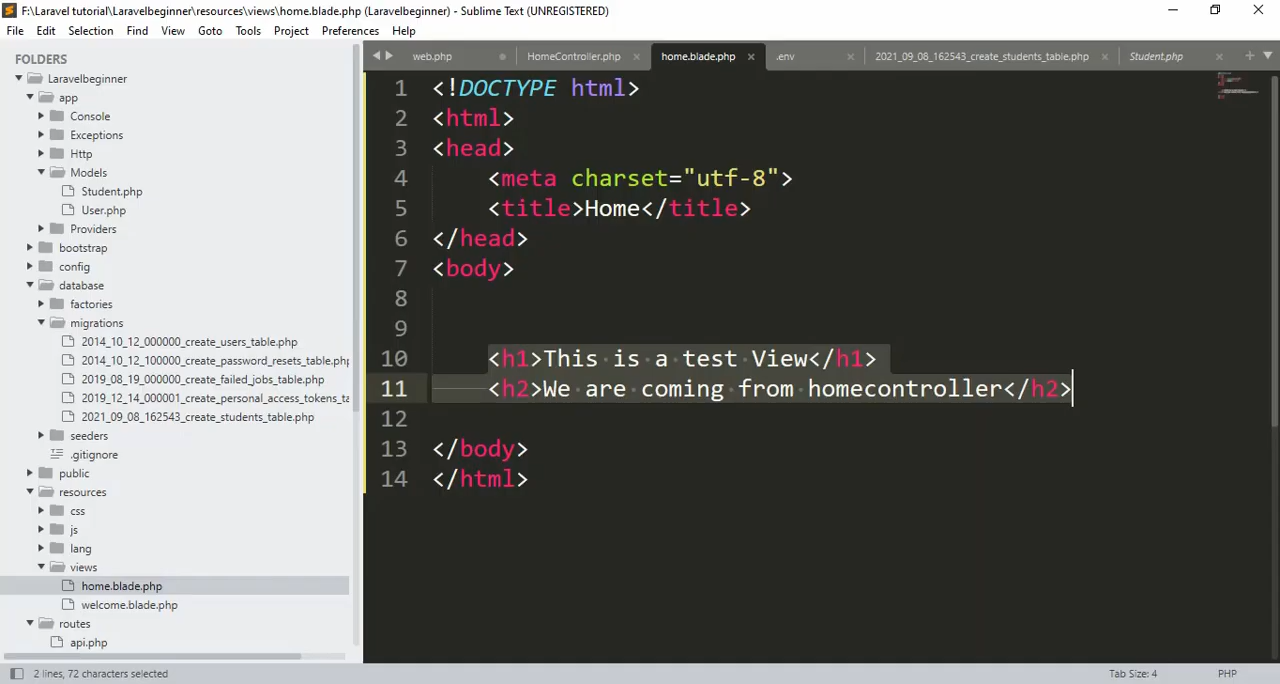 F:\Laravel tutorial\Laravelbeginner\resources\views\home.blade.php (Laravelbeginner) - Sublime Text (UNREGISTERED)
File Edit Selection Find View Goto Tools Project Preferences Help
FOLDERS
Laravelbeginner
app
Console
Exceptions
Http
Models
Student.php
User.php
Providers
bootstrap
config
database
factories
migrations
2014_10_12_000000_create_users_table.php
2014_10_12_100000_create_password_resets_table.php
2019_08_19_000000_create_failed_jobs_table.php
2019_12_14_000001_create_personal_access_tokens_ta
2021_09_08_162543_create_students_table.php
seeders
.gitignore
public
resources
css
js
lang
views
home.blade.php
welcome.blade.php
routes
api.php
web.php HomeController.php home.blade.php .env 2021_09_08_162543_create_students_table.php Student.php
1 <!DOCTYPE html>
2 <html>
3 <head>
4 <meta charset="utf-8">
5 <title>Home</title>
6 </head>
7 <body>
8
9
10 <h1>This is a test View</h1>
11 <h2>We are coming from homecontroller</h2>
12
13 </body>
14 </html>
2 lines, 72 characters selected Tab Size: 4 PHP